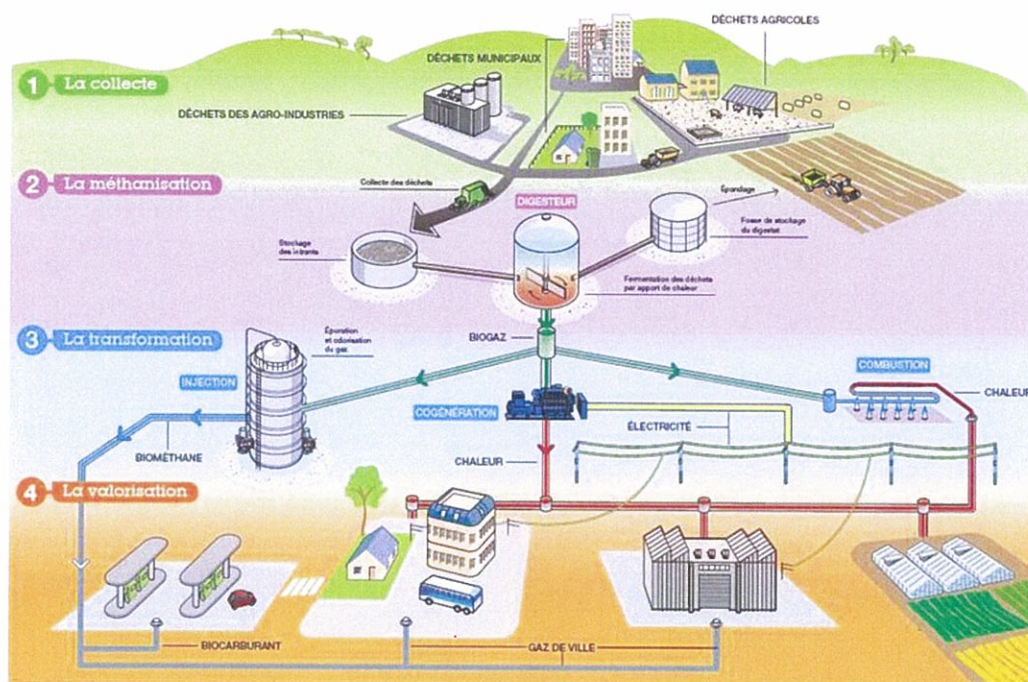 1 La collecte
DÉCHETS AGRICOLES
DÉCHETS MUNICIPAUX
DÉCHETS DES AGRO-INDUSTRIES
2 La méthanisation
Collecte des déchets
DIGESTEUR
Épandage
Stockage
des intrants
Fosse de stockage
du digestat
Fermentation des déchets
par apport de chaleur
3 La transformation
Épuration
et odorisation
du gaz
BIOGAZ
INJECTION
COMBUSTION
CHALEUR
COGÉNÉRATION
ÉLECTRICITÉ
BIOMÉTHANE
CHALEUR
4 La valorisation
BIOCARBURANT
GAZ DE VILLE